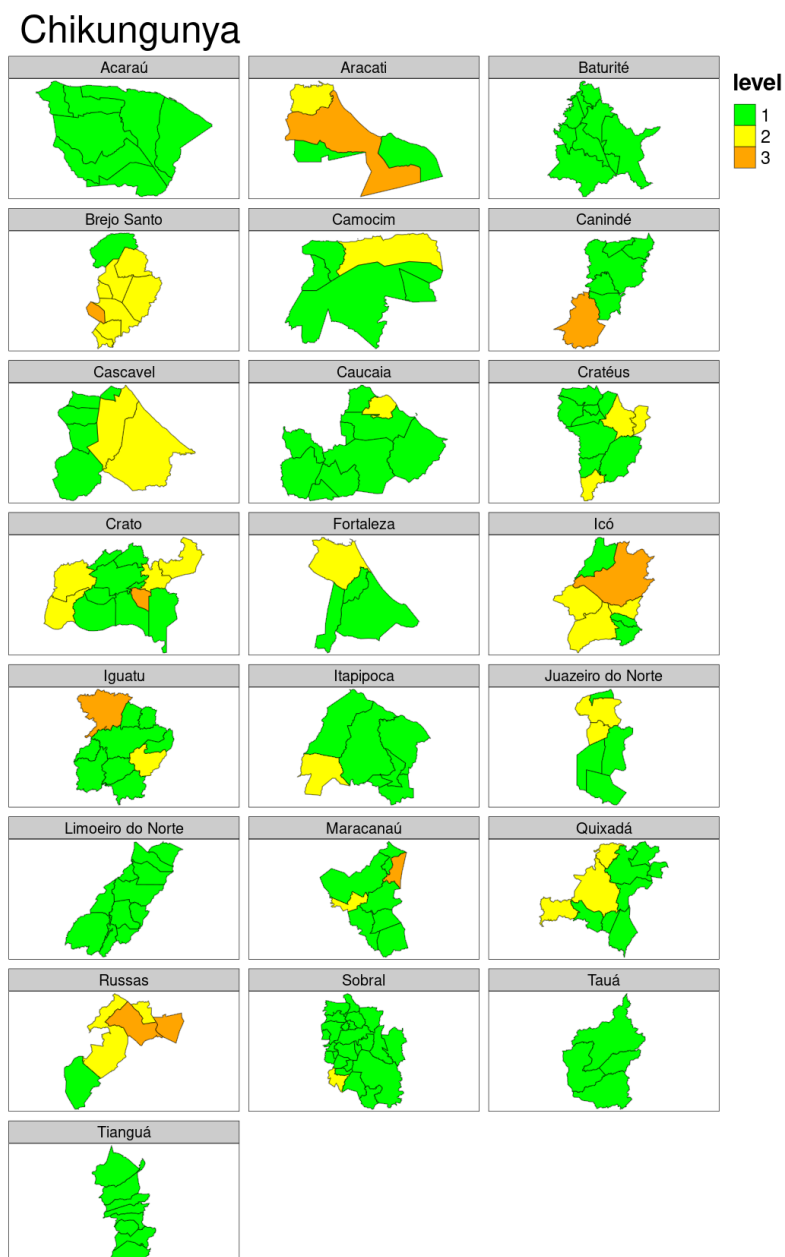 Chikungunya
Acaraú
Aracati
Baturité
level
1
2
3
Brejo Santo
Camocim
Canindé
Cascavel
Caucaia
Cratéus
Crato
Fortaleza
Icó
Iguatu
Itapipoca
Juazeiro do Norte
Limoeiro do Norte
Maracanaú
Quixadá
Russas
Sobral
Tauá
Tianguá